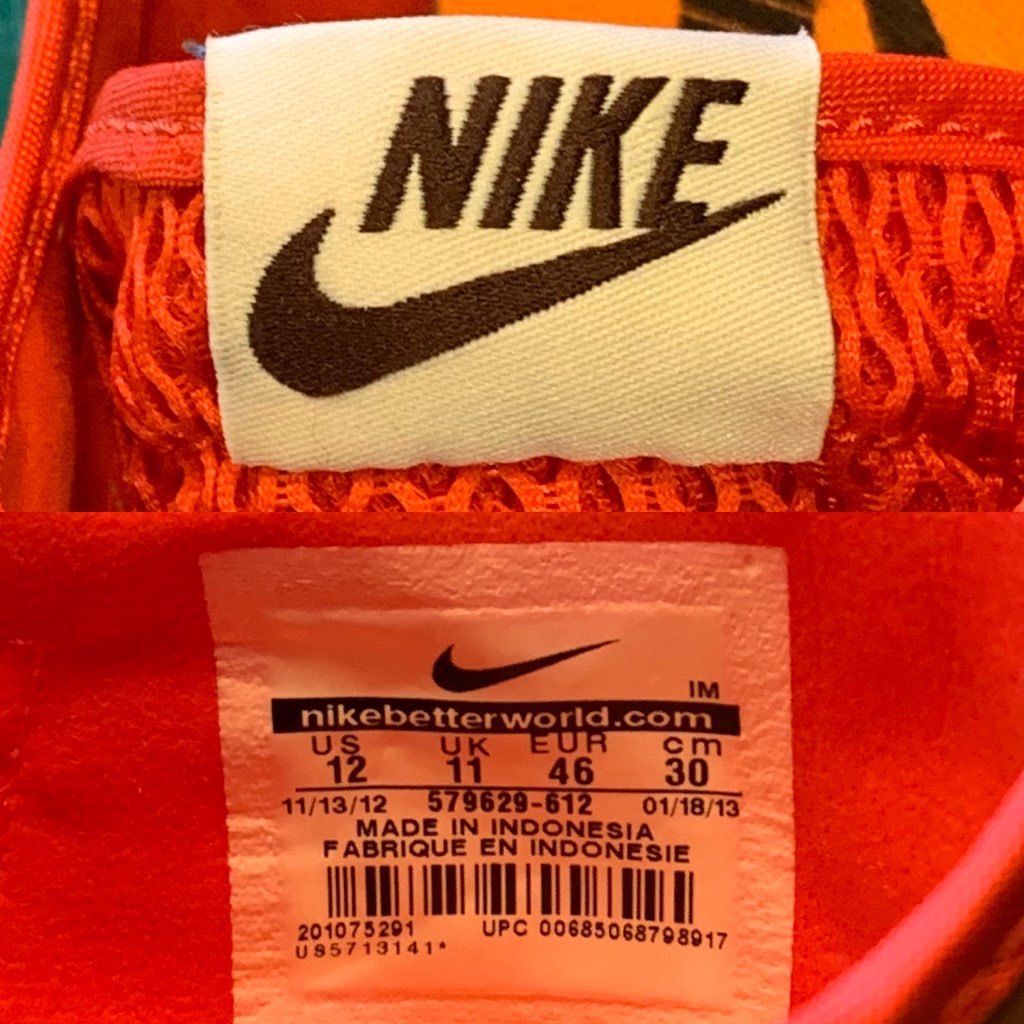 NIKE
IM
nikebetterworld.com
US UK EUR cm
12 11 46 30
11/13/12 579629-612 01/18/13
MADE IN INDONESIA
FABRIQUE EN INDONESIE
201075291 UPC 00685068798917
US5713141*